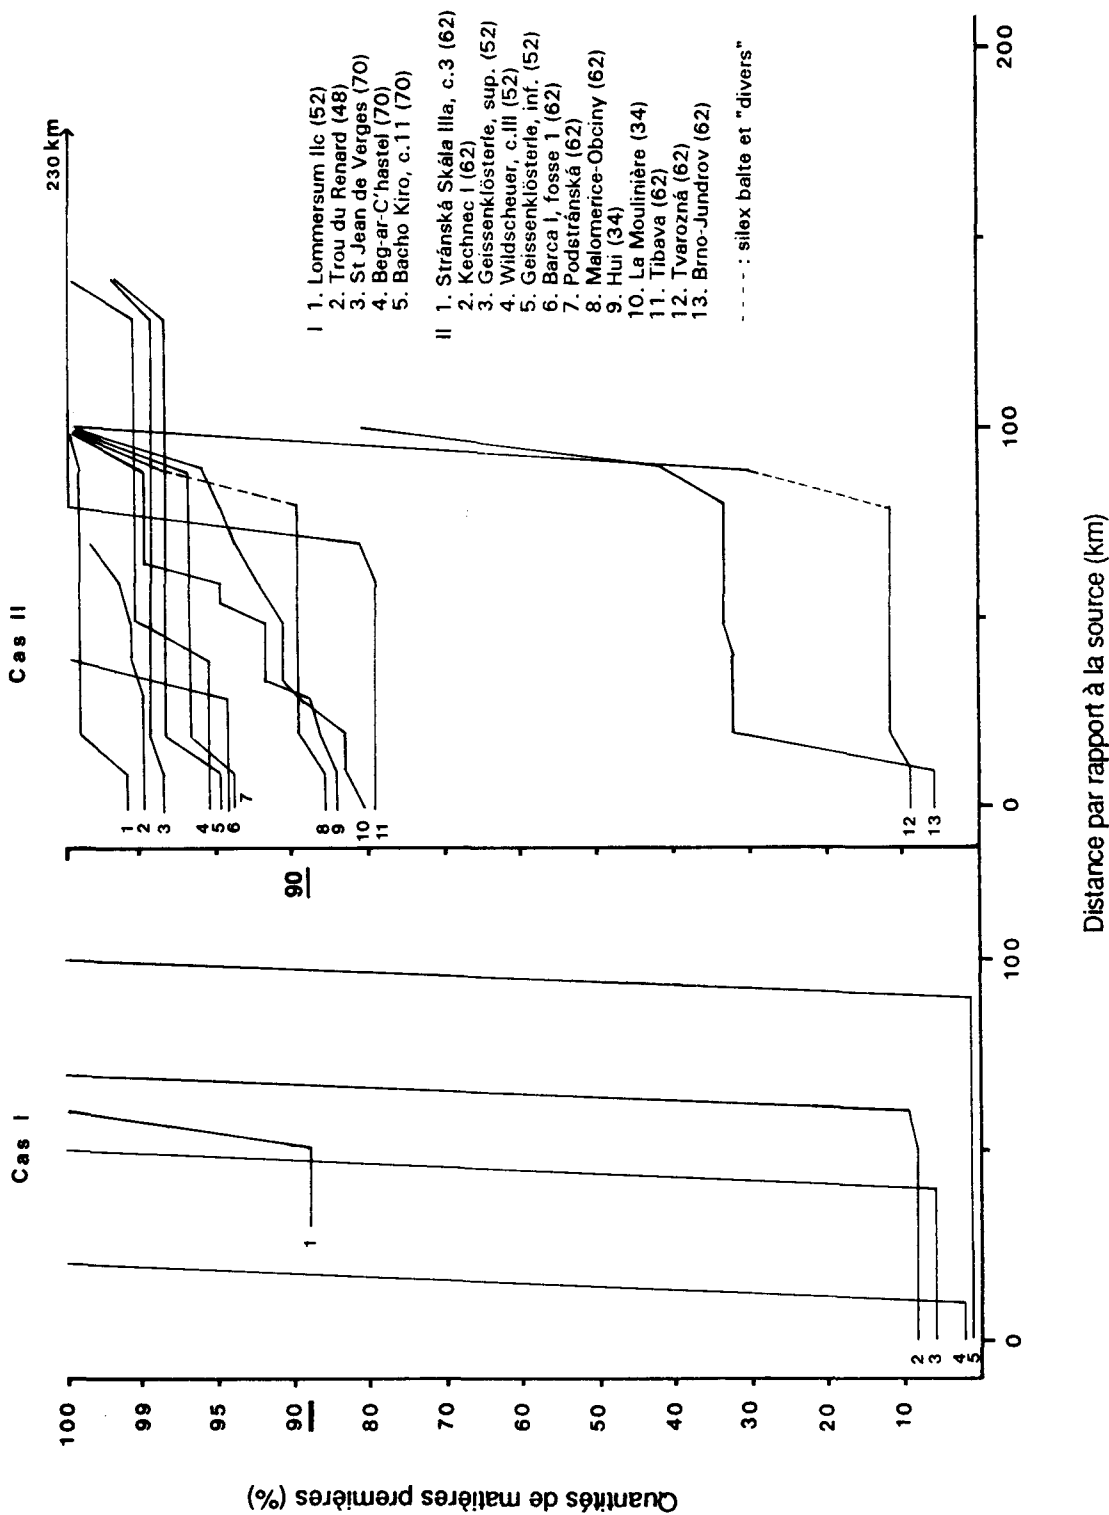 Cas I
Cas II
230 km
Quantités de matières premières (%)
100
99
95
90
80
70
60
50
40
30
20
10
90
1
2
3
4
5
1
2
3
4
5
6
7
8
9
10
11
12
13
0
100
0
100
200
Distance par rapport à la source (km)
I 1. Lommersum IIc (52)
2. Trou du Renard (48)
3. St Jean de Verges (70)
4. Beg-ar-C'hastel (70)
5. Bacho Kiro, c.11 (70)
II 1. Stránská Skála IIIa, c.3 (62)
2. Kechnec I (62)
3. Geissenklösterle, sup. (52)
4. Wildscheuer, c.III (52)
5. Geissenklösterle, inf. (52)
6. Barca I, fosse 1 (62)
7. Podstránská (62)
8. Malomerice-Obciny (62)
9. Hui (34)
10. La Moulinière (34)
11. Tibava (62)
12. Tvarozná (62)
13. Brno-Jundrov (62)
---- : silex balte et "divers"